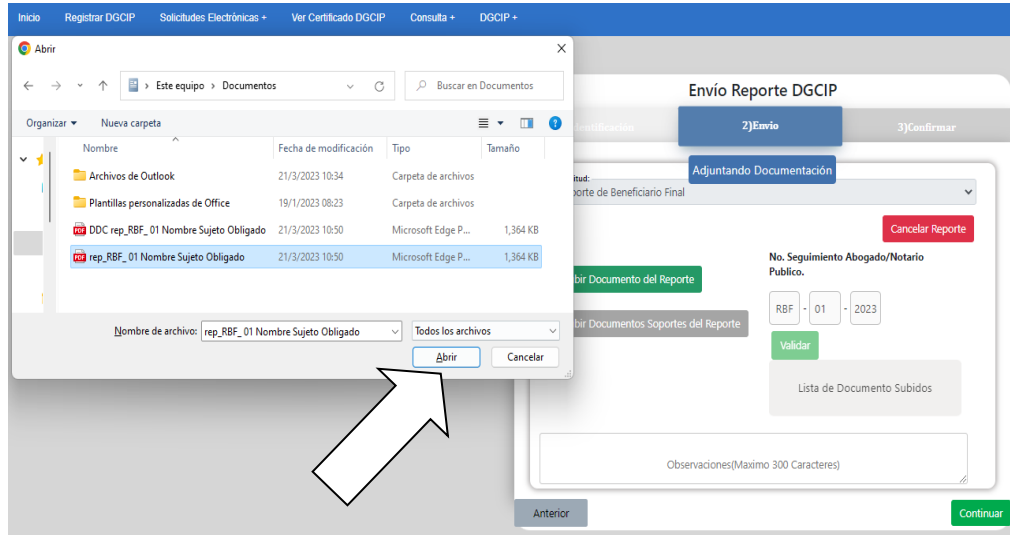 Inicio Registrar DGCIP Solicitudes Electrónicas + Ver Certificado DGCIP Consulta + DGCIP +
Abrir
Este equipo > Documentos
Buscar en Documentos
Organizar Nueva carpeta
Nombre Fecha de modificación Tipo Tamaño
Archivos de Outlook 21/3/2023 10:34 Carpeta de archivos
Plantillas personalizadas de Office 19/1/2023 08:23 Carpeta de archivos
DDC rep_RBF_ 01 Nombre Sujeto Obligado 21/3/2023 10:50 Microsoft Edge P... 1,364 KB
rep_RBF_ 01 Nombre Sujeto Obligado 21/3/2023 10:50 Microsoft Edge P... 1,364 KB
Nombre de archivo: rep_RBF_ 01 Nombre Sujeto Obligado Todos los archivos
Abrir Cancelar
Envío Reporte DGCIP
entificación 2)Envio 3)Confirmar
Adjuntando Documentación
itud:
porte de Beneficiario Final
Cancelar Reporte
bir Documento del Reporte
bir Documentos Soportes del Reporte
No. Seguimiento Abogado/Notario
Publico.
RBF - 01 - 2023
Validar
Lista de Documento Subidos
Observaciones(Maximo 300 Caracteres)
Anterior Continuar